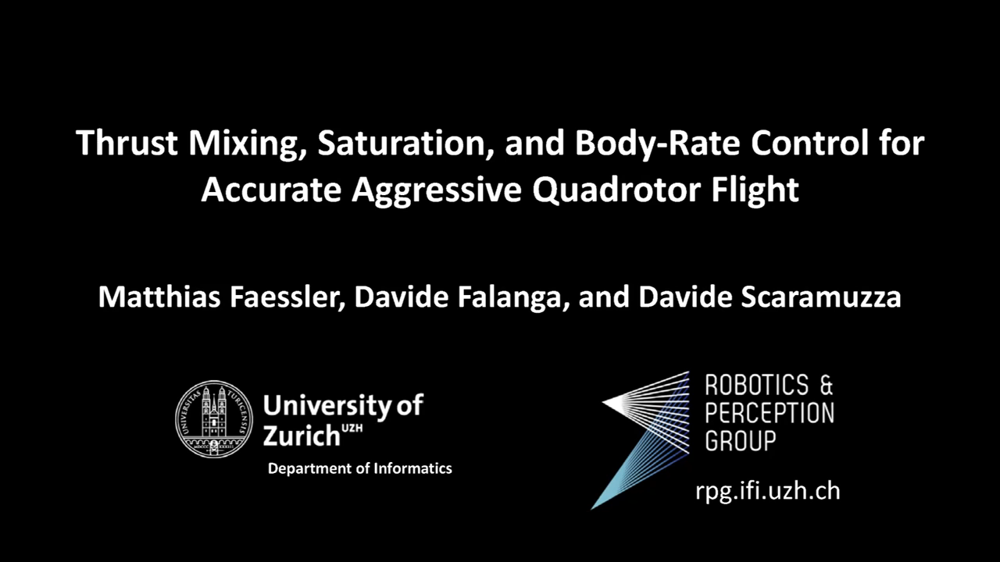 Thrust Mixing, Saturation, and Body-Rate Control for
Accurate Aggressive Quadrotor Flight
Matthias Faessler, Davide Falanga, and Davide Scaramuzza
UNIVERSITAS TURICENSIS
University of
Zurich UZH
Department of Informatics
ROBOTICS &
PERCEPTION
GROUP
rpg.ifi.uzh.ch